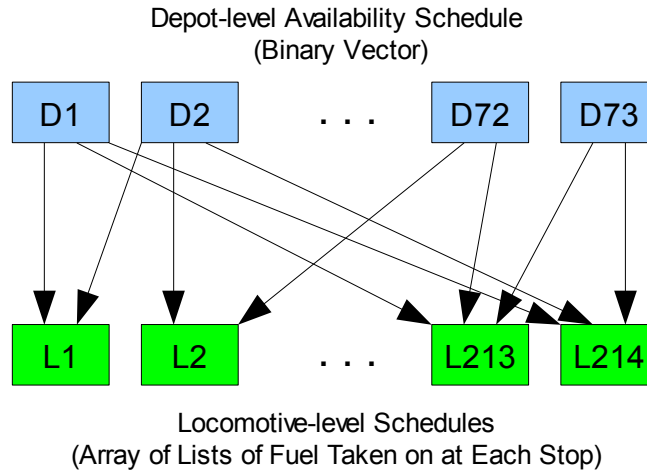 Depot-level Availability Schedule
(Binary Vector)
D1 D2 . . . D72 D73
L1 L2 . . . L213 L214
Locomotive-level Schedules
(Array of Lists of Fuel Taken on at Each Stop)